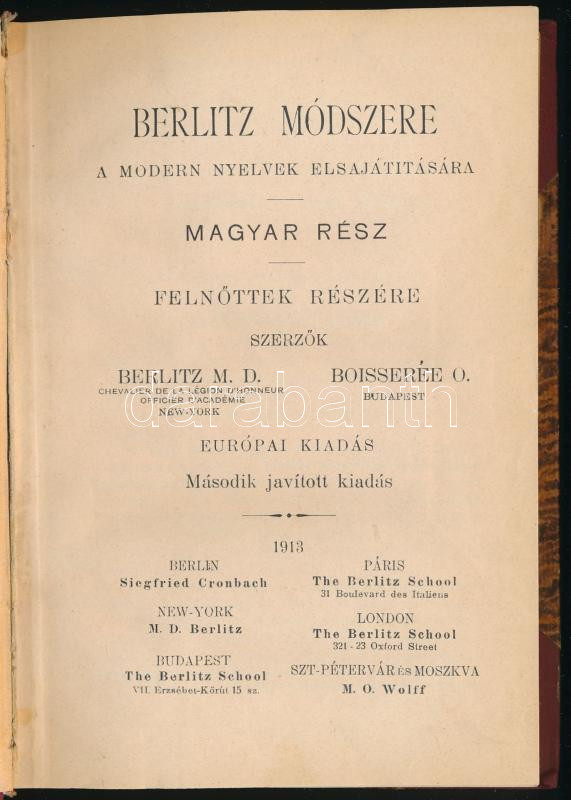 BERLITZ MÓDSZERE
A MODERN NYELVEK ELSAJÁTITÁSÁRA
MAGYAR RÉSZ
FELNŐTTEK RÉSZÉRE
SZERZŐK
BERLITZ M. D.
CHEVALIER DE LA LÉGION D'HONNEUR
OFFICIER D'ACADÉMIE
NEW-YORK
BOISSERÉE O.
BUDAPEST
darabanth
EURÓPAI KIADÁS
Második javított kiadás
1913
BERLIN
Siegfried Cronbach
NEW-YORK
M. D. Berlitz
BUDAPEST
The Berlitz School
VII. Erzsébet-Körút 15 sz.
PÁRIS
The Berlitz School
31 Boulevard des Italiens
LONDON
The Berlitz School
321-23 Oxford Street
SZT-PÉTERVÁR ÉS MOSZKVA
M. O. Wolff